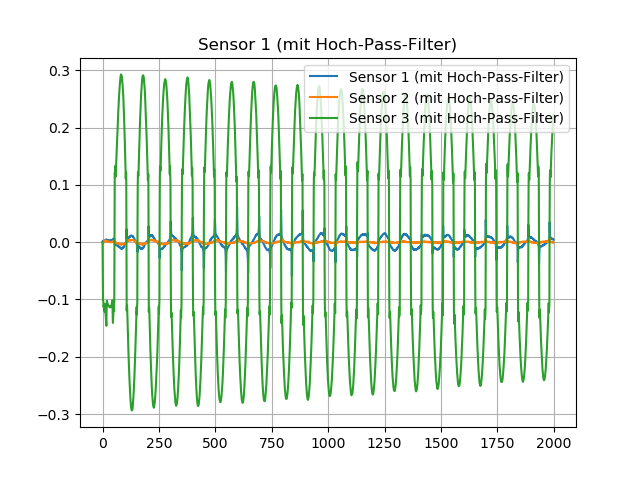 Sensor 1 (mit Hoch-Pass-Filter)
Sensor 1 (mit Hoch-Pass-Filter)
Sensor 2 (mit Hoch-Pass-Filter)
Sensor 3 (mit Hoch-Pass-Filter)
0.3
0.2
0.1
0.0
−0.1
−0.2
−0.3
0 250 500 750 1000 1250 1500 1750 2000